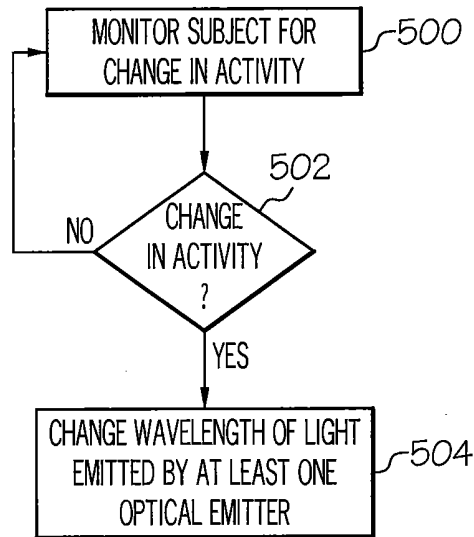 MONITOR SUBJECT FOR
CHANGE IN ACTIVITY
500
502
CHANGE
IN ACTIVITY
?
NO
YES
CHANGE WAVELENGTH OF LIGHT
EMITTED BY AT LEAST ONE
OPTICAL EMITTER
504